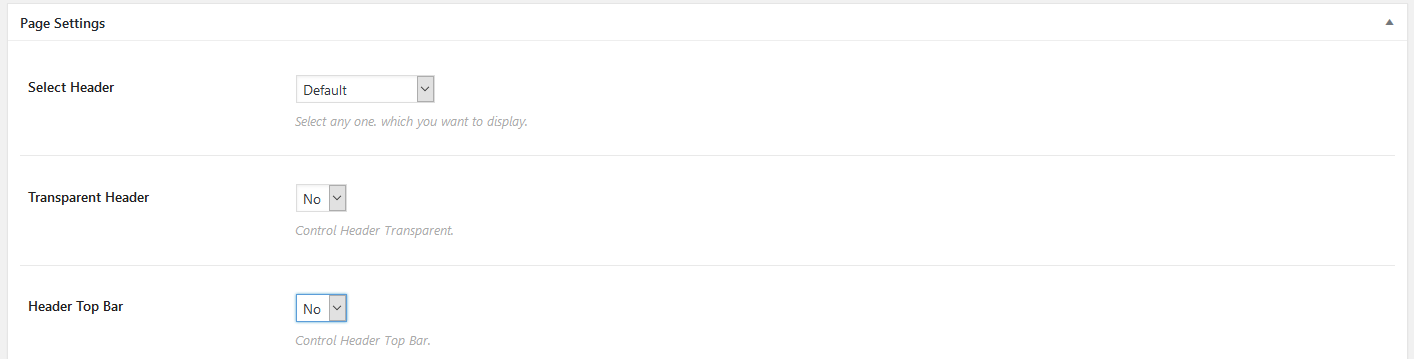 Page Settings
Select Header
Default
Select any one. which you want to display.
Transparent Header
No
Control Header Transparent.
Header Top Bar
No
Control Header Top Bar.